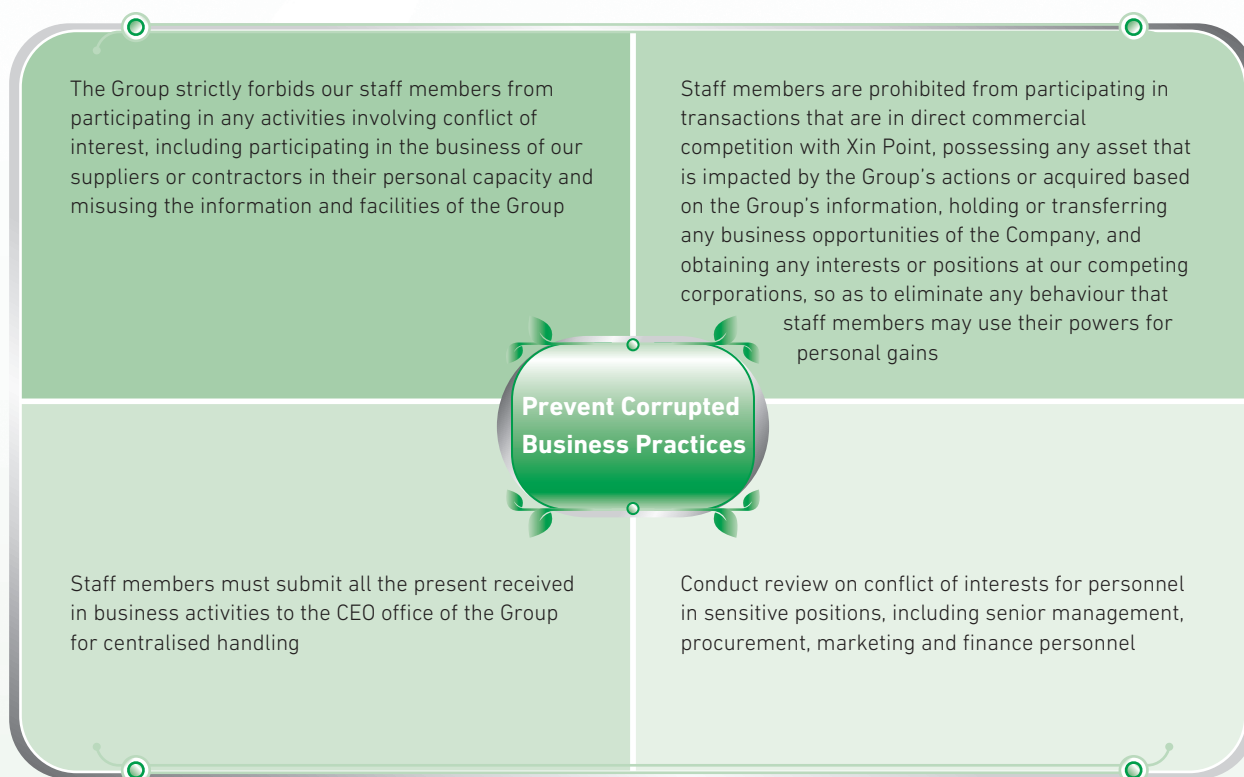 The Group strictly forbids our staff members from
participating in any activities involving conflict of
interest, including participating in the business of our
suppliers or contractors in their personal capacity and
misusing the information and facilities of the Group
Staff members are prohibited from participating in
transactions that are in direct commercial
competition with Xin Point, possessing any asset that
is impacted by the Group's actions or acquired based
on the Group's information, holding or transferring
any business opportunities of the Company, and
obtaining any interests or positions at our competing
corporations, so as to eliminate any behaviour that
staff members may use their powers for
personal gains
Prevent Corrupted
Business Practices
Staff members must submit all the present received
in business activities to the CEO office of the Group
for centralised handling
Conduct review on conflict of interests for personnel
in sensitive positions, including senior management,
procurement, marketing and finance personnel